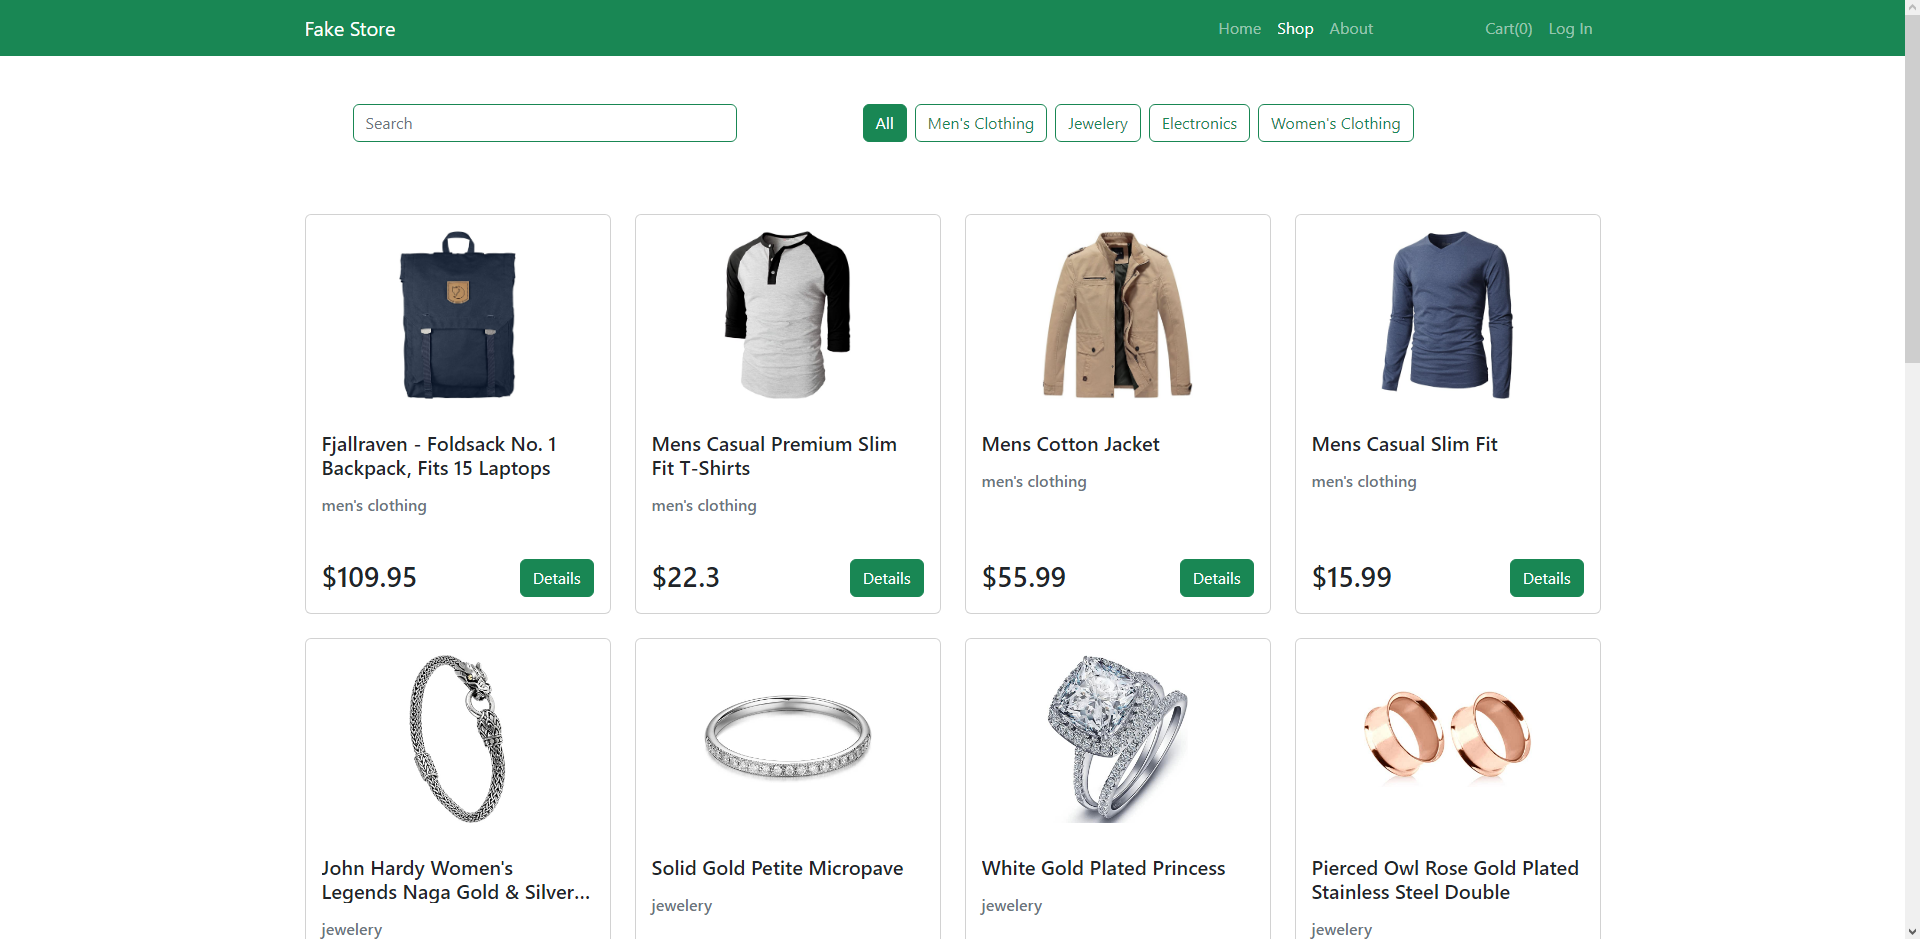 Fake Store
Home Shop About Cart(0) Log In
Search
All Men's Clothing Jewelery Electronics Women's Clothing
Fjallraven - Foldsack No. 1
Backpack, Fits 15 Laptops
men's clothing
$109.95 Details
Mens Casual Premium Slim
Fit T-Shirts
men's clothing
$22.3 Details
Mens Cotton Jacket
men's clothing
$55.99 Details
Mens Casual Slim Fit
men's clothing
$15.99 Details
John Hardy Women's
Legends Naga Gold & Silver...
jewelery
Solid Gold Petite Micropave
jewelery
White Gold Plated Princess
jewelery
Pierced Owl Rose Gold Plated
Stainless Steel Double
jewelery